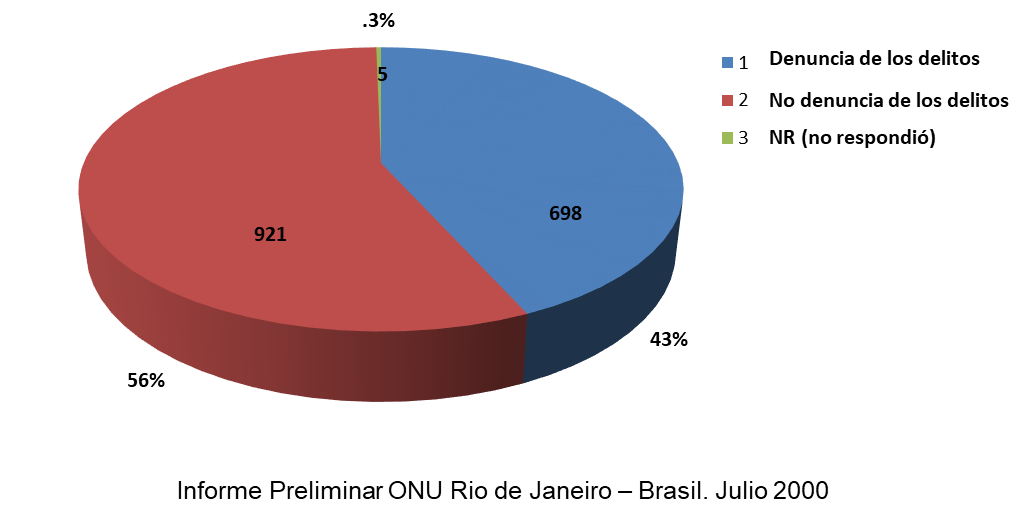 .3%
5
1 Denuncia de los delitos
2 No denuncia de los delitos
3 NR (no respondió)
698
921
43%
56%
Informe Preliminar ONU Rio de Janeiro – Brasil. Julio 2000